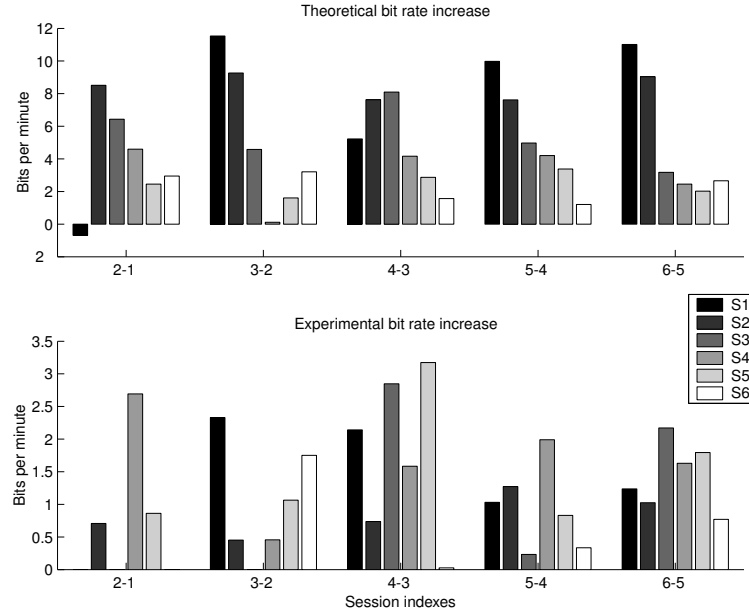 Theoretical bit rate increase
12
10
8
6
4
2
0
2
Bits per minute
2-1 3-2 4-3 5-4 6-5
S1
S2
S3
S4
S5
S6
Experimental bit rate increase
3.5
3
2.5
2
1.5
1
0.5
0
Bits per minute
2-1 3-2 4-3 5-4 6-5
Session indexes